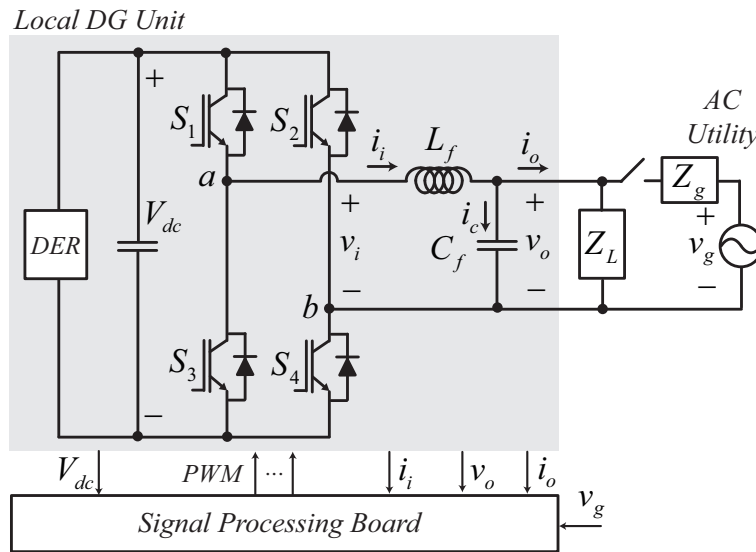 Local DG Unit
AC
Utility
S1
S2
ii
Lf
io
Zg
a
+
Vdc
DER
+
vi
−
ic
Cf
+
vo
−
ZL
+
vg
−
b
S3
S4
−
Vdc
PWM ...
ii
vo
io
vg
Signal Processing Board